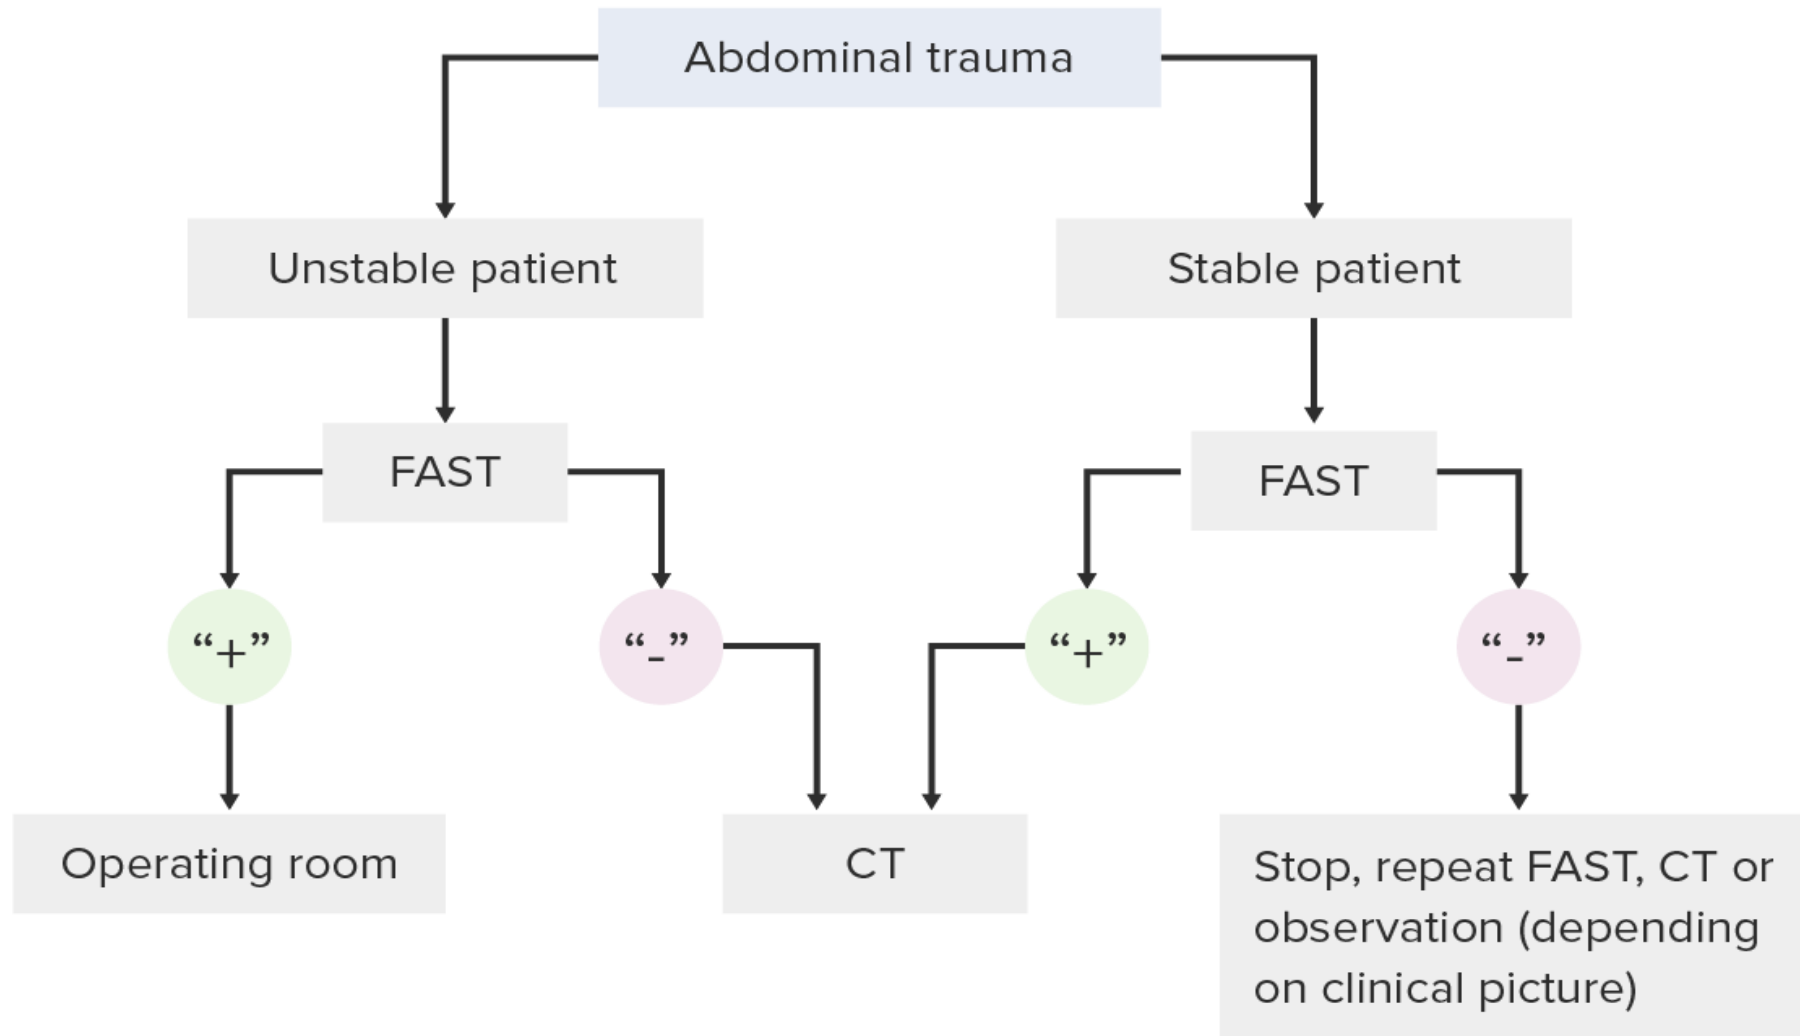 Abdominal trauma
Unstable patient
Stable patient
FAST
FAST
“+”
“-”
“+”
“-”
Operating room
CT
Stop, repeat FAST, CT or
observation (depending
on clinical picture)